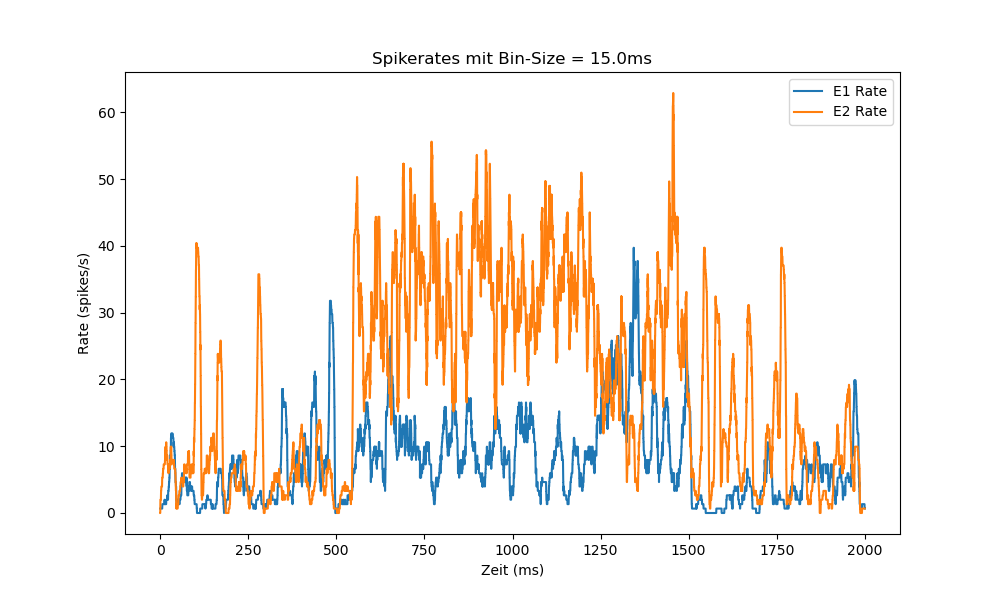 Spikerates mit Bin-Size = 15.0ms
E1 Rate
E2 Rate
Rate (spikes/s)
60
50
40
30
20
10
0
0 250 500 750 1000 1250 1500 1750 2000
Zeit (ms)